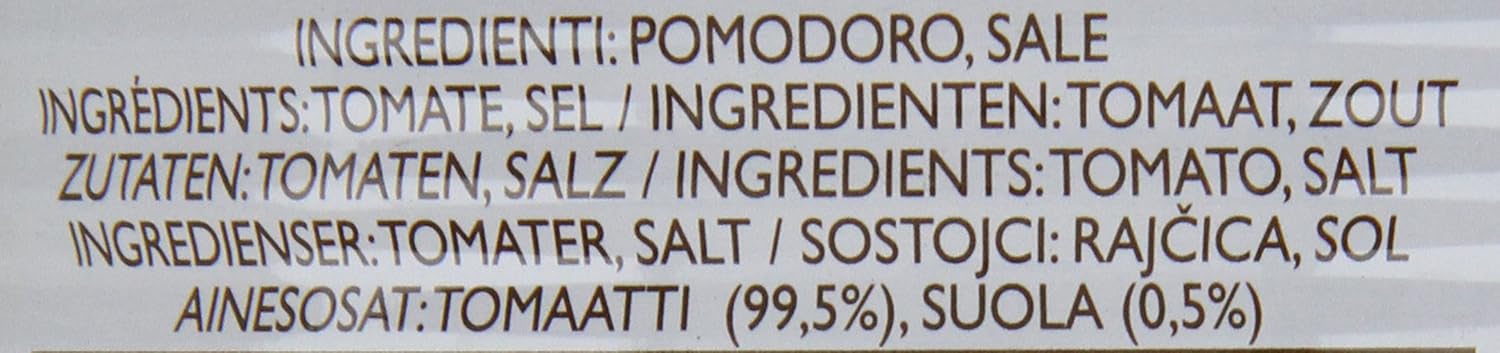 INGREDIENTI: POMODORO, SALE
INGRÉDIENTS: TOMATE, SEL / INGREDIENTEN: TOMAAT, ZOUT
ZUTATEN: TOMATEN, SALZ / INGREDIENTS: TOMATO, SALT
INGREDIENSER: TOMATER, SALT / SOSTOJCI: RAJČICA, SOL
AINESOSAT: TOMAATTI (99,5%), SUOLA (0,5%)